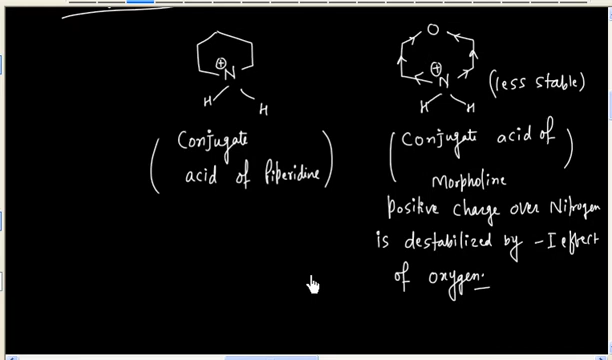 ⊕
N
H H
(Conjugate
acid of Piperidine)
O
⊕
N
H H
(less stable)
(Conjugate acid of
Morpholine)
Positive charge over Nitrogen
is destabilized by -I effect
of oxygen.